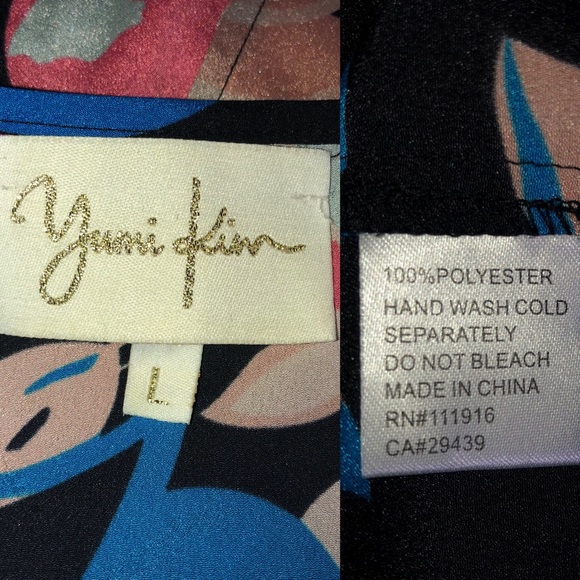 yumi kim
L
100%POLYESTER
HAND WASH COLD
SEPARATELY
DO NOT BLEACH
MADE IN CHINA
RN#111916
CA#29439